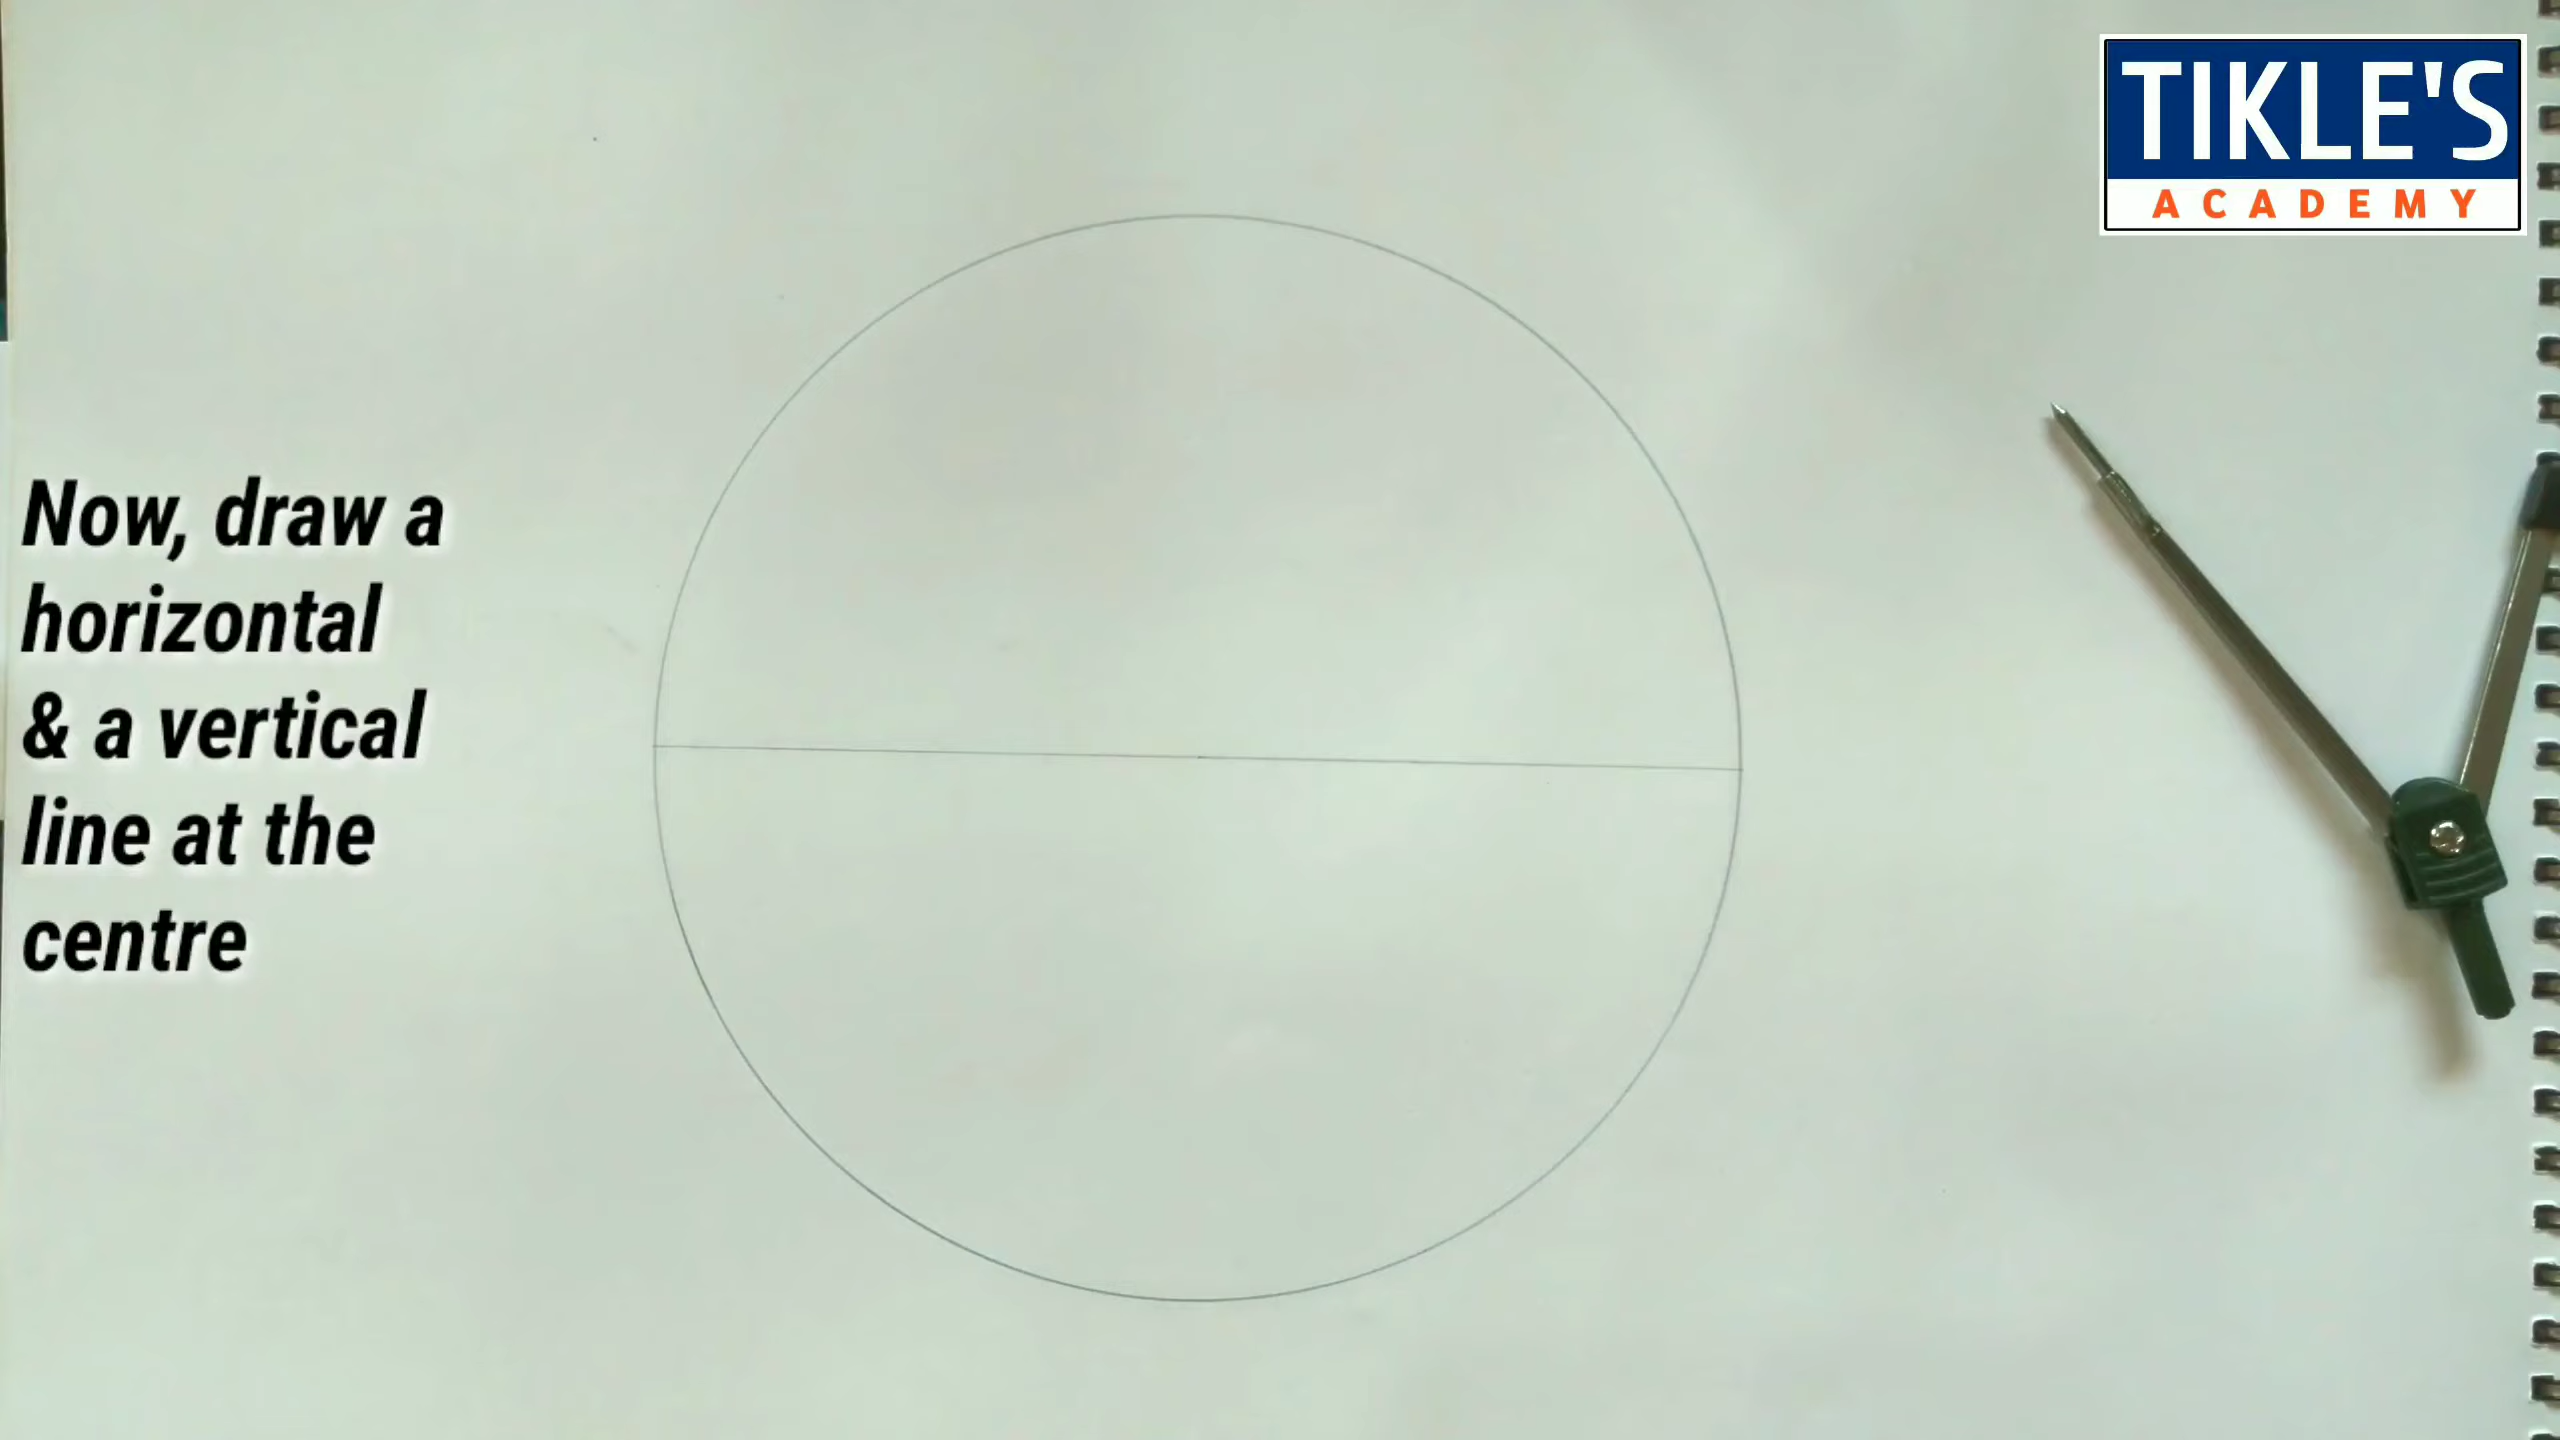 TIKLE'S
ACADEMY
Now, draw a
horizontal
& a vertical
line at the
centre